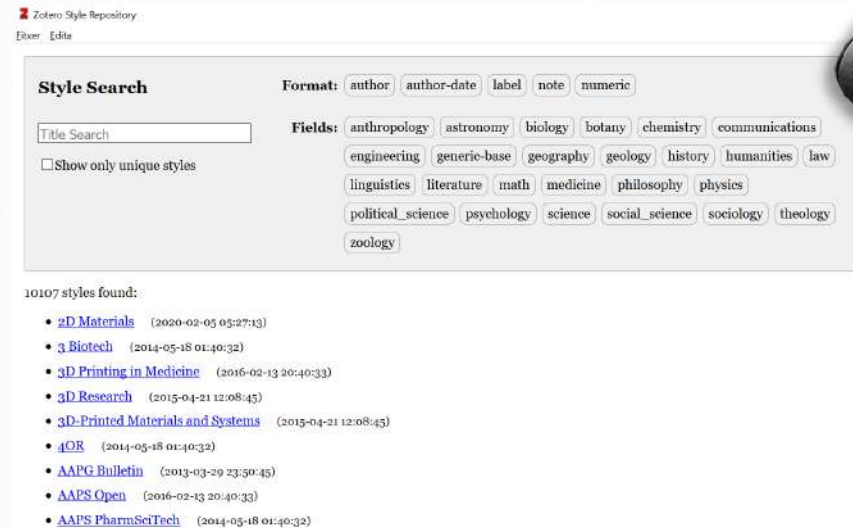 Zotero Style Repository
Fitxer Edita
Style Search
Format: author author-date label note numeric
Title Search
Fields: anthropology astronomy biology botany chemistry communications
Show only unique styles
engineering generic-base geography geology history humanities law
linguistics literature math medicine philosophy physics
political_science psychology science social_science sociology theology
zoology
10107 styles found:
2D Materials (2020-02-05 05:27:13)
3 Biotech (2014-05-18 01:40:32)
3D Printing in Medicine (2016-02-13 20:40:33)
3D Research (2015-04-21 12:08:45)
3D-Printed Materials and Systems (2015-04-21 12:08:45)
4OR (2014-05-18 01:40:32)
AAPG Bulletin (2013-03-29 23:50:45)
AAPS Open (2016-02-13 20:40:33)
AAPS PharmSciTech (2014-05-18 01:40:32)